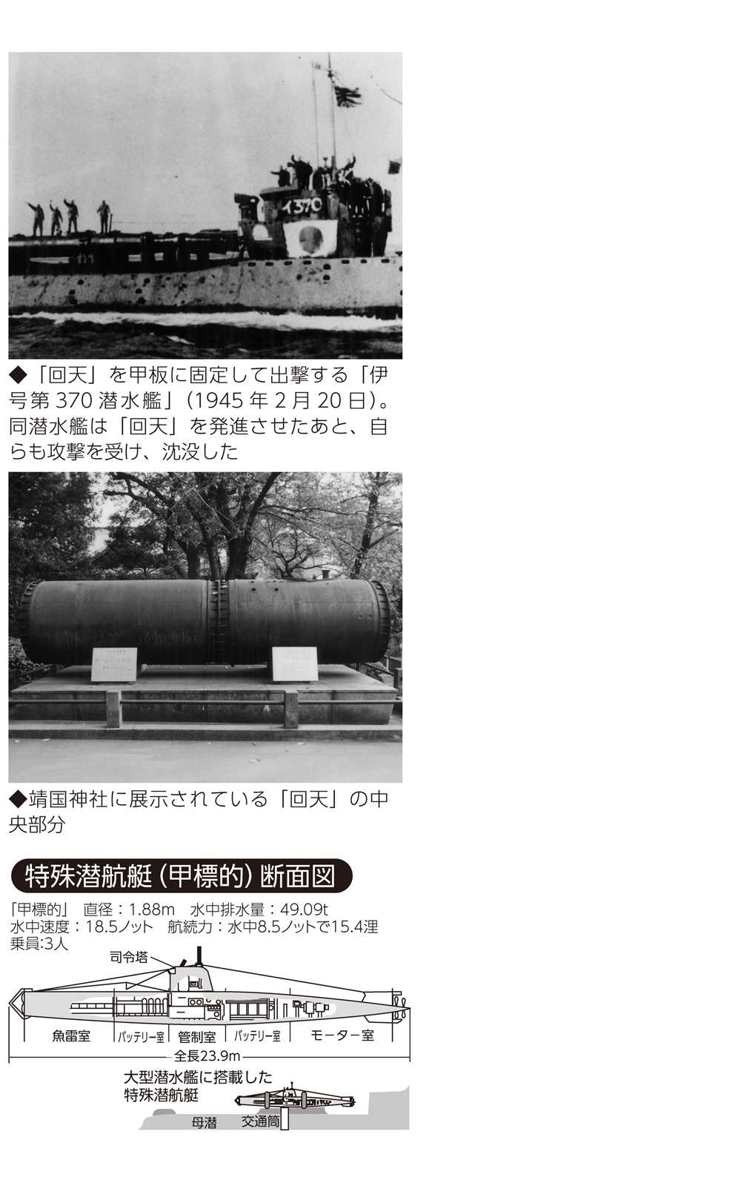 イ370
◆「回天」を甲板に固定して出撃する「伊
号第370潜水艦」（1945年2月20日）。
同潜水艦は「回天」を発進させたあと、自
らも攻撃を受け、沈没した
◆靖国神社に展示されている「回天」の中
央部分
特殊潜航艇（甲標的）断面図
「甲標的」　直径：1.88m　水中排水量：49.09t
水中速度：18.5ノット　航続力：水中8.5ノットで15.4浬
乗員:3人
司令塔
魚雷室　バッテリー室　管制室　バッテリー室　モーター室
全長23.9m
大型潜水艦に搭載した
特殊潜航艇
母潜　交通筒